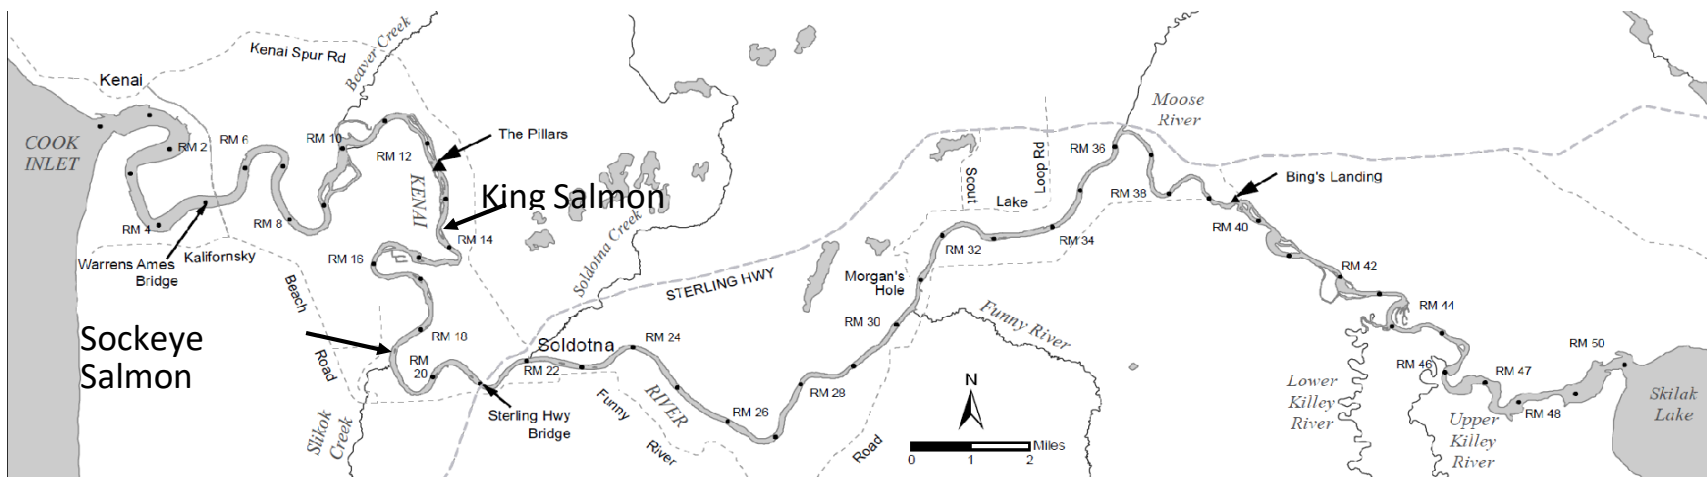 Kenai
Kenai Spur Rd
Beaver Creek
COOK
INLET
RM 2
RM 6
RM 10
RM 12
The Pillars
KENAI
King Salmon
RM 4
RM 8
RM 14
Warrens Ames
Bridge
Kalifornsky
Beach
Road
RM 16
Soldotna Creek
Sockeye
Salmon
RM 18
RM
20
Slikok
Creek
Soldotna
RM 22
Sterling Hwy
Bridge
STERLING HWY
RM 24
Funny
River
Road
RIVER
RM 26
RM 28
RM 30
Morgan's
Hole
Funny River
RM 32
Scout
Lake
Loop Rd
RM 34
RM 36
Moose
River
RM 38
Bing's Landing
RM 40
RM 42
RM 44
RM 46
RM 47
RM 48
RM 50
Lower
Killey
River
Upper
Killey
River
Skilak
Lake
N
Miles
0
1
2